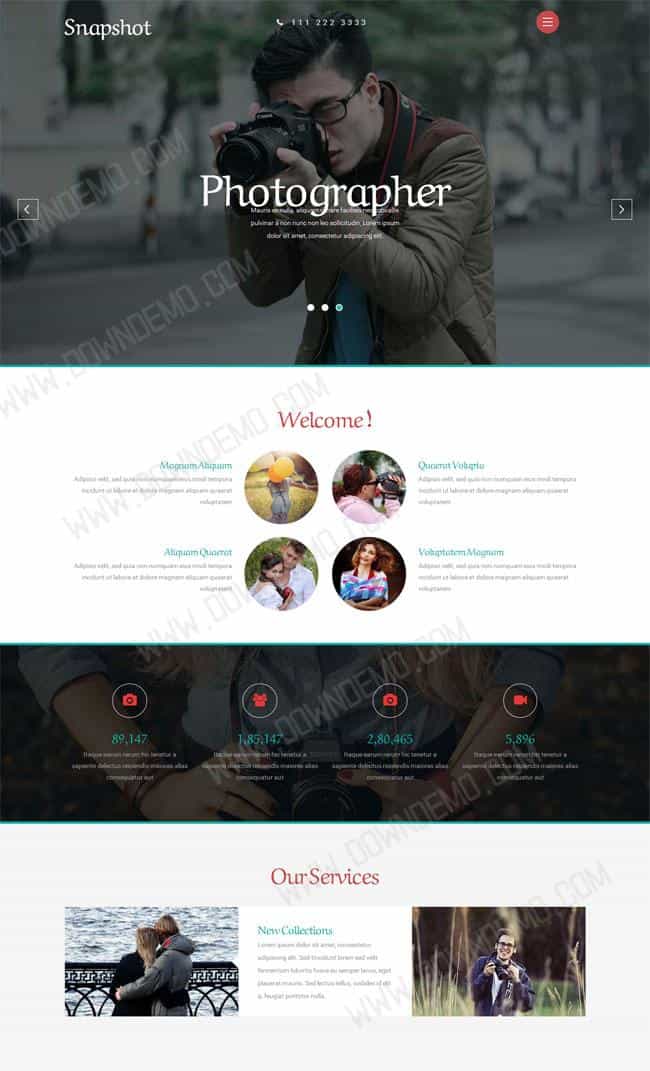 Snapshot
111 222 3333
Photographer
Mauris ex nulla, aliquam ornare facilisis nec, convallis
pulvinar a non nunc non leo sollicitudin. Lorem ipsum
dolor sit amet, consectetur adipiscing elit.
WWW.DOWNDEMO.COM
Welcome !
Magnam Aliquam
Adipisci velit, sed quia non numquam eius modi tempora
incidunt ut labore et dolore magnam aliquam quaerat
voluptatem
Quaerat Volupta
Adipisci velit, sed quia non numquam eius modi tempora
incidunt ut labore et dolore magnam aliquam quaerat
voluptatem
Aliquam Quaerat
Adipisci velit, sed quia non numquam eius modi tempora
incidunt ut labore et dolore magnam aliquam quaerat
voluptatem
Voluptatem Magnam
Adipisci velit, sed quia non numquam eius modi tempora
incidunt ut labore et dolore magnam aliquam quaerat
voluptatem
89,147
Itaque earum rerum hic tenetur a
sapiente delectus reiciendis maiores alias
consequatur aut
1,85,147
Itaque earum rerum hic tenetur a
sapiente delectus reiciendis maiores alias
consequatur aut
2,80,465
Itaque earum rerum hic tenetur a
sapiente delectus reiciendis maiores alias
consequatur aut
5,896
Itaque earum rerum hic tenetur a
sapiente delectus reiciendis maiores alias
consequatur aut
Our Services
New Collections
Lorem ipsum dolor sit amet, consectetur
adipiscing elit. Sed tincidunt lorem sed velit
fermentum lobortis fusce eu semper lacus, eget
placerat mauris. Sed lectus tellus, sodales id elit
a, feugiat porttitor nulla.